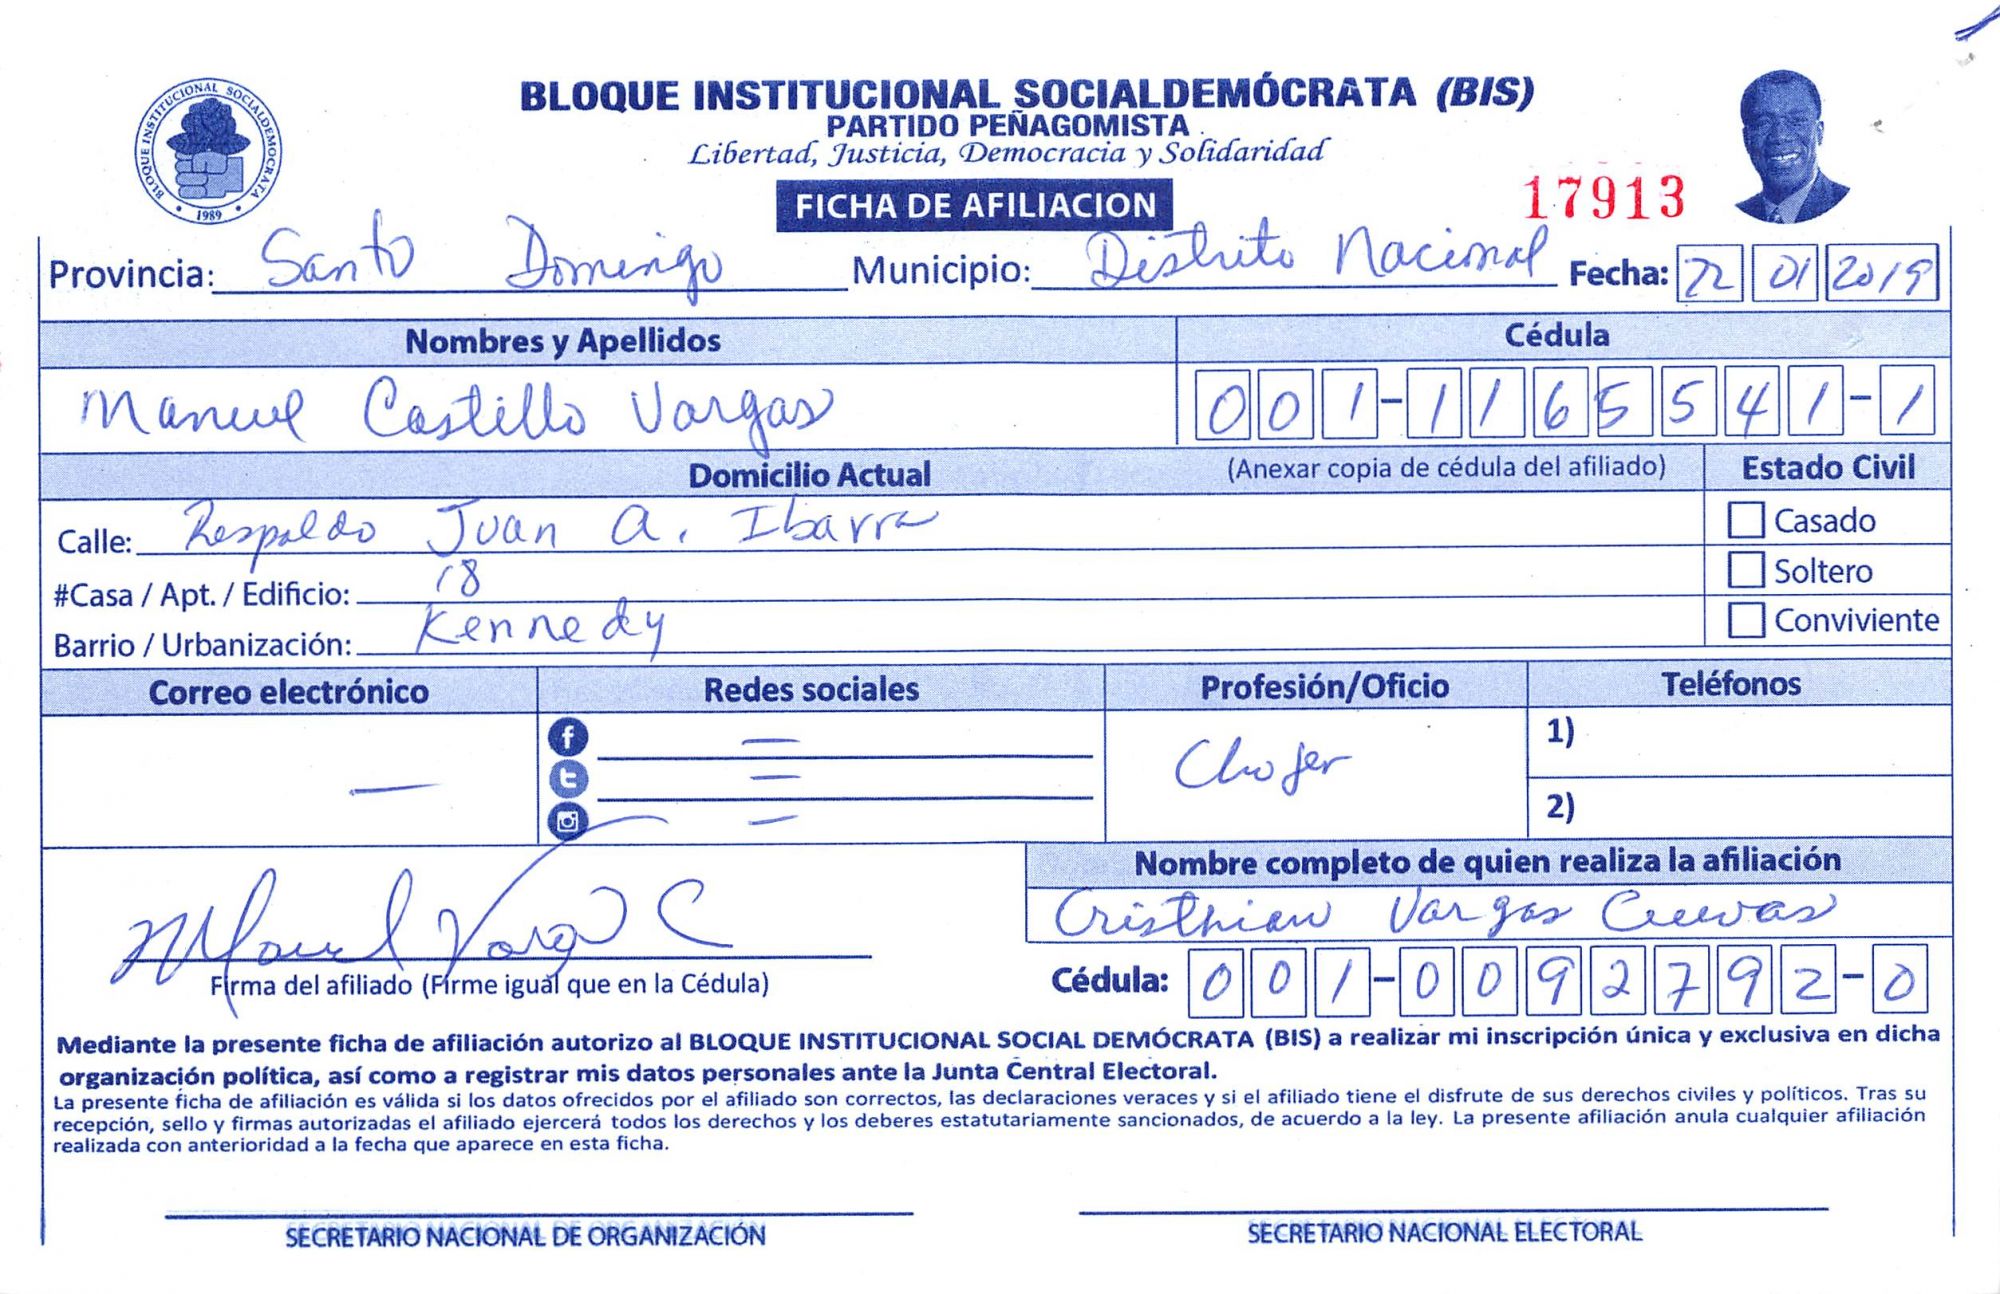 BLOQUE INSTITUCIONAL SOCIALDEMÓCRATA (BIS)
PARTIDO PEÑAGOMISTA
Libertad, Justicia, Democracia y Solidaridad
BLOQUE INSTITUCIONAL SOCIALDEMOCRATA
• 1989 •
FICHA DE AFILIACION
17913
Provincia: Santo Domingo Municipio: Distrito Nacional Fecha: 22 01 2019
Nombres y Apellidos Cédula
Manuel Castillo Vargas 001-1165541-1
Domicilio Actual (Anexar copia de cédula del afiliado) Estado Civil
Calle: Respaldo Juan A. Ibarra Casado
#Casa / Apt. / Edificio: 18 Soltero
Barrio / Urbanización: Kennedy Conviviente
Correo electrónico Redes sociales Profesión/Oficio Teléfonos
— f — Chofer 1)
t —
— 2)
Nombre completo de quien realiza la afiliación
Cristhian Vargas Cuevas
Manuel Vargas C
Firma del afiliado (Firme igual que en la Cédula) Cédula: 001-0092792-0
Mediante la presente ficha de afiliación autorizo al BLOQUE INSTITUCIONAL SOCIAL DEMÓCRATA (BIS) a realizar mi inscripción única y exclusiva en dicha
organización política, así como a registrar mis datos personales ante la Junta Central Electoral.
La presente ficha de afiliación es válida si los datos ofrecidos por el afiliado son correctos, las declaraciones veraces y si el afiliado tiene el disfrute de sus derechos civiles y políticos. Tras su
recepción, sello y firmas autorizadas el afiliado ejercerá todos los derechos y los deberes estatutariamente sancionados, de acuerdo a la ley. La presente afiliación anula cualquier afiliación
realizada con anterioridad a la fecha que aparece en esta ficha.
SECRETARIO NACIONAL DE ORGANIZACIÓN SECRETARIO NACIONAL ELECTORAL